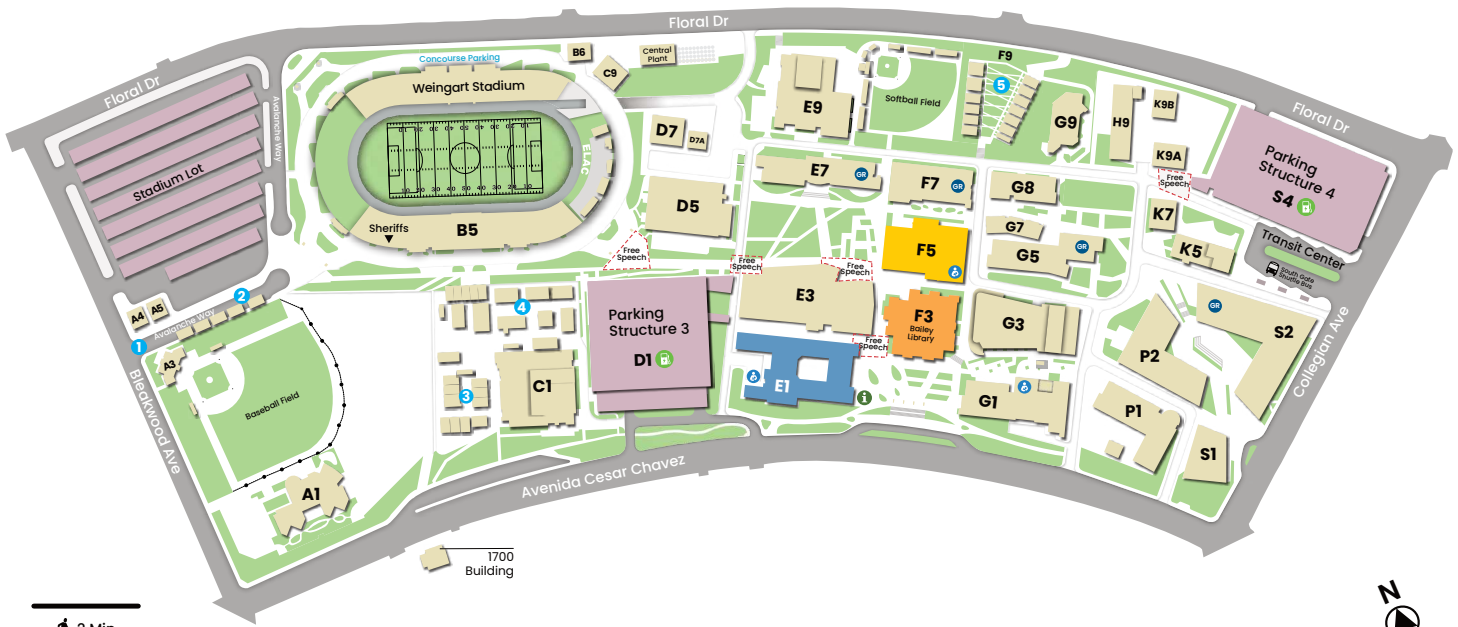 Floral Dr
Floral Dr
Floral Dr
Avalanche Way
Stadium Lot
Concourse Parking
Weingart Stadium
ELAC
Sheriffs
B5
B6
C9
Central
Plant
D7
D7A
D5
E9
Softball Field
F9
5
G9
H9
K9B
K9A
Free
Speech
Parking
Structure 4
S4
E7
GR
F7
GR
G8
G7
G5
GR
K7
K5
Transit Center
South Gate
Shuttle Bus
F5
Free
Speech
Free
Speech
Free
Speech
E3
F3
Bailey
Library
G3
GR
S2
P2
Collegian Ave
A4
A5
2
Avalanche Way
1
A3
Baseball Field
Bleakwood Ave
A1
4
3
C1
Parking
Structure 3
D1
Free
Speech
E1
i
G1
P1
S1
Avenida Cesar Chavez
1700
Building
N